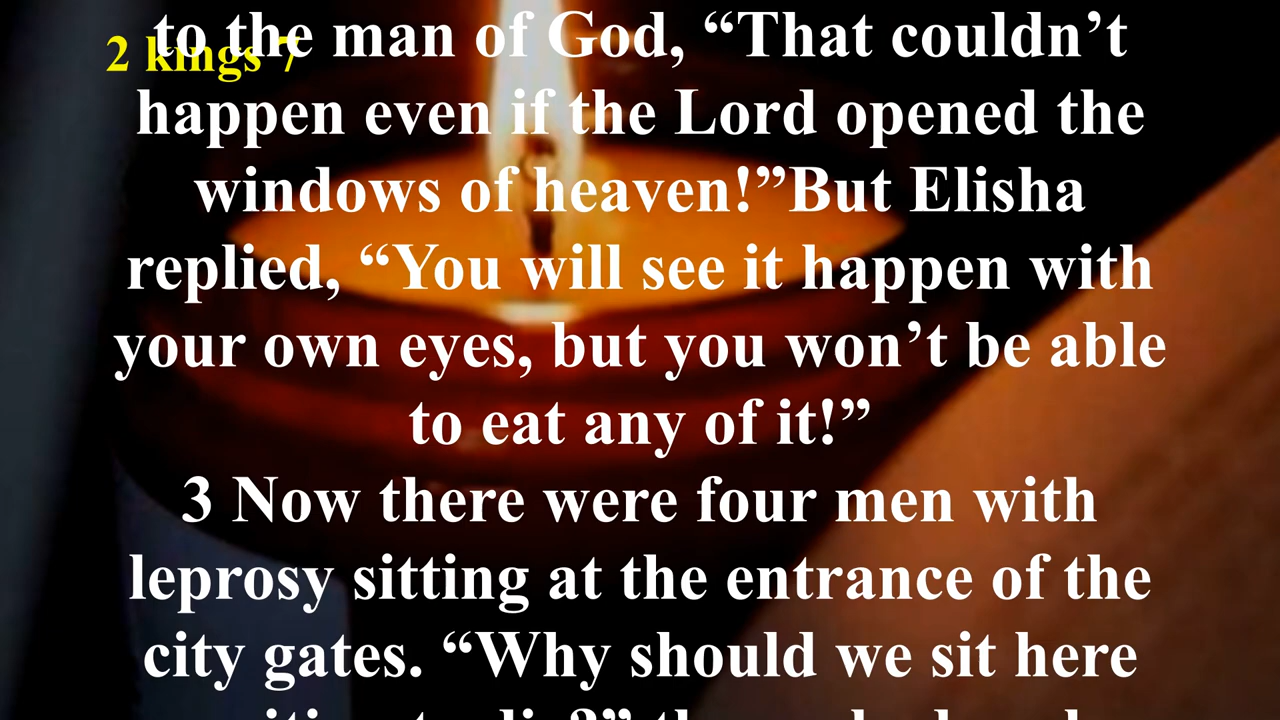 2 kings 7
to the man of God, “That couldn’t
happen even if the Lord opened the
windows of heaven!”But Elisha
replied, “You will see it happen with
your own eyes, but you won’t be able
to eat any of it!”
3 Now there were four men with
leprosy sitting at the entrance of the
city gates. “Why should we sit here